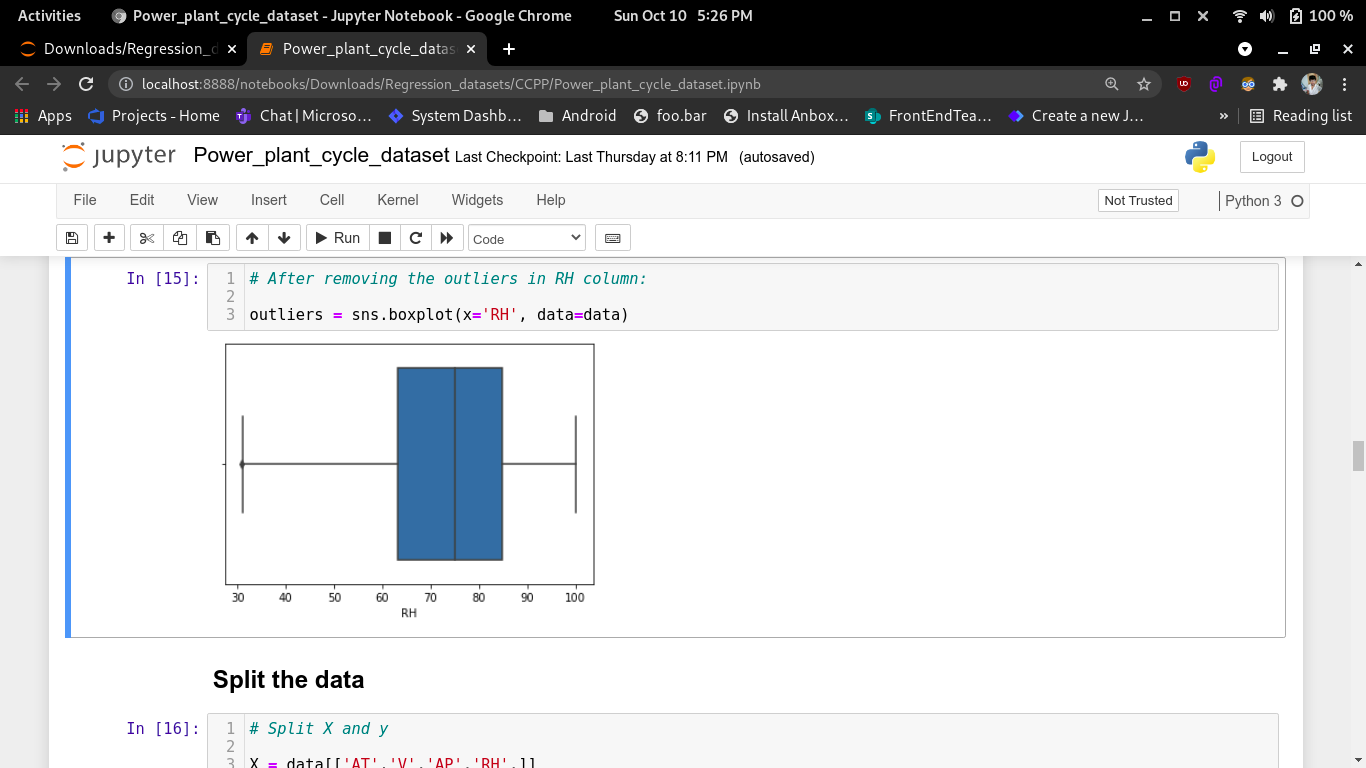 Activities
Power_plant_cycle_dataset - Jupyter Notebook - Google Chrome
Sun Oct 10 5:26 PM
100 %
Downloads/Regression_d
Power_plant_cycle_datas
localhost:8888/notebooks/Downloads/Regression_datasets/CCPP/Power_plant_cycle_dataset.ipynb
Apps
Projects - Home
Chat | Microso...
System Dashb...
Android
foo.bar
Install Anbox...
FrontEndTea...
Create a new J...
»
Reading list
jupyter Power_plant_cycle_dataset Last Checkpoint: Last Thursday at 8:11 PM (autosaved)
Logout
File Edit View Insert Cell Kernel Widgets Help
Not Trusted
Python 3
Run
Code
In [15]:
1 # After removing the outliers in RH column:
2
3 outliers = sns.boxplot(x='RH', data=data)
30 40 50 60 70 80 90 100
RH
Split the data
In [16]:
1 # Split X and y
2
3 X = data[['AT','V','AP','RH',]]